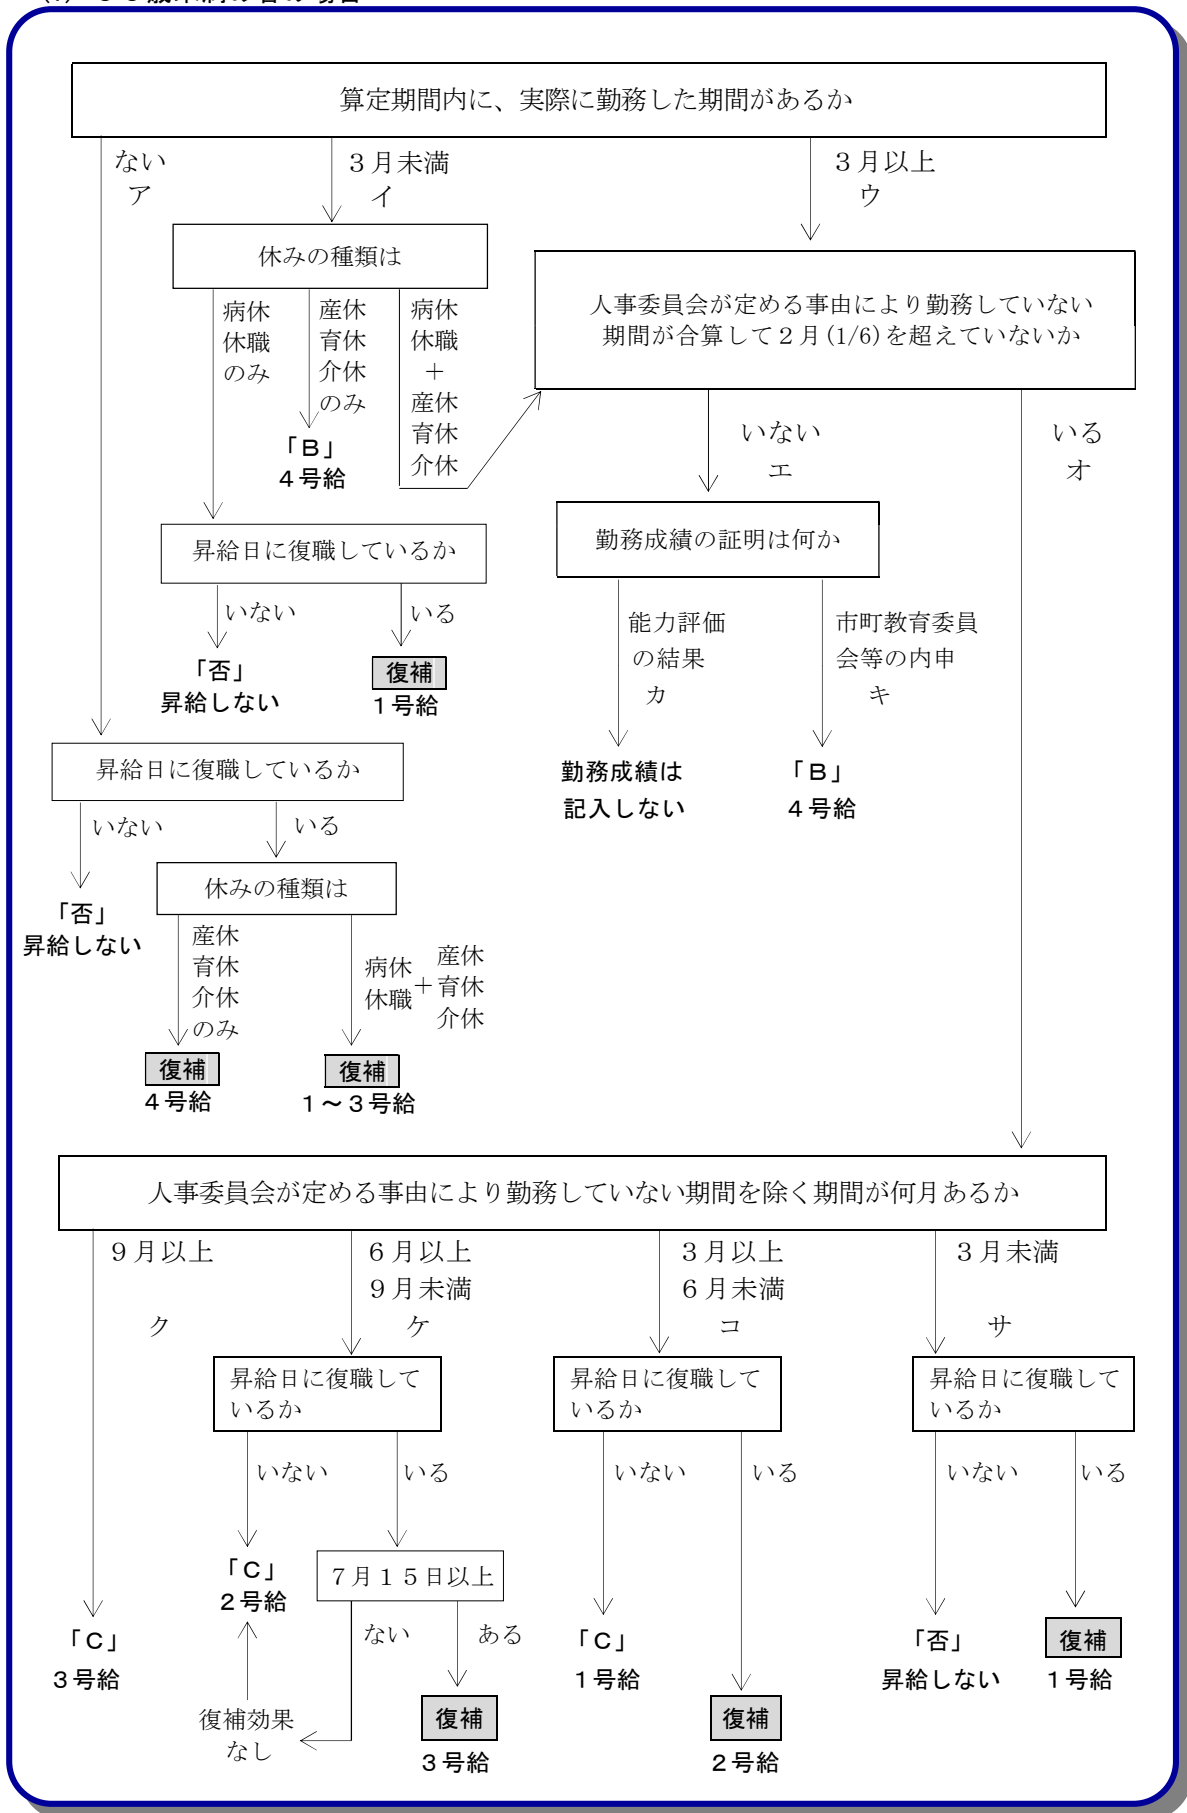 算定期間内に、実際に勤務した期間があるか
ない
ア
３月未満
イ
３月以上
ウ
休みの種類は
病休
休職
のみ
産休
育休
介休
のみ
病休
休職
＋
産休
育休
介休
「Ｂ」
４号給
人事委員会が定める事由により勤務していない
期間が合算して２月(1/6)を超えていないか
いない
エ
いる
オ
昇給日に復職しているか
いない
いる
「否」
昇給しない
復補
１号給
勤務成績の証明は何か
能力評価
の結果
カ
市町教育委員
会等の内申
キ
勤務成績は
記入しない
「Ｂ」
４号給
昇給日に復職しているか
いない
いる
「否」
昇給しない
休みの種類は
産休
育休
介休
のみ
病休
休職
＋
産休
育休
介休
復補
４号給
復補
１～３号給
人事委員会が定める事由により勤務していない期間を除く期間が何月あるか
９月以上
ク
６月以上
９月未満
ケ
３月以上
６月未満
コ
３月未満
サ
昇給日に復職して
いるか
昇給日に復職して
いるか
昇給日に復職して
いるか
いない
いる
いない
いる
いない
いる
「Ｃ」
２号給
７月１５日以上
ない
ある
「Ｃ」
３号給
復補効果
なし
復補
３号給
「Ｃ」
１号給
復補
２号給
「否」
昇給しない
復補
１号給